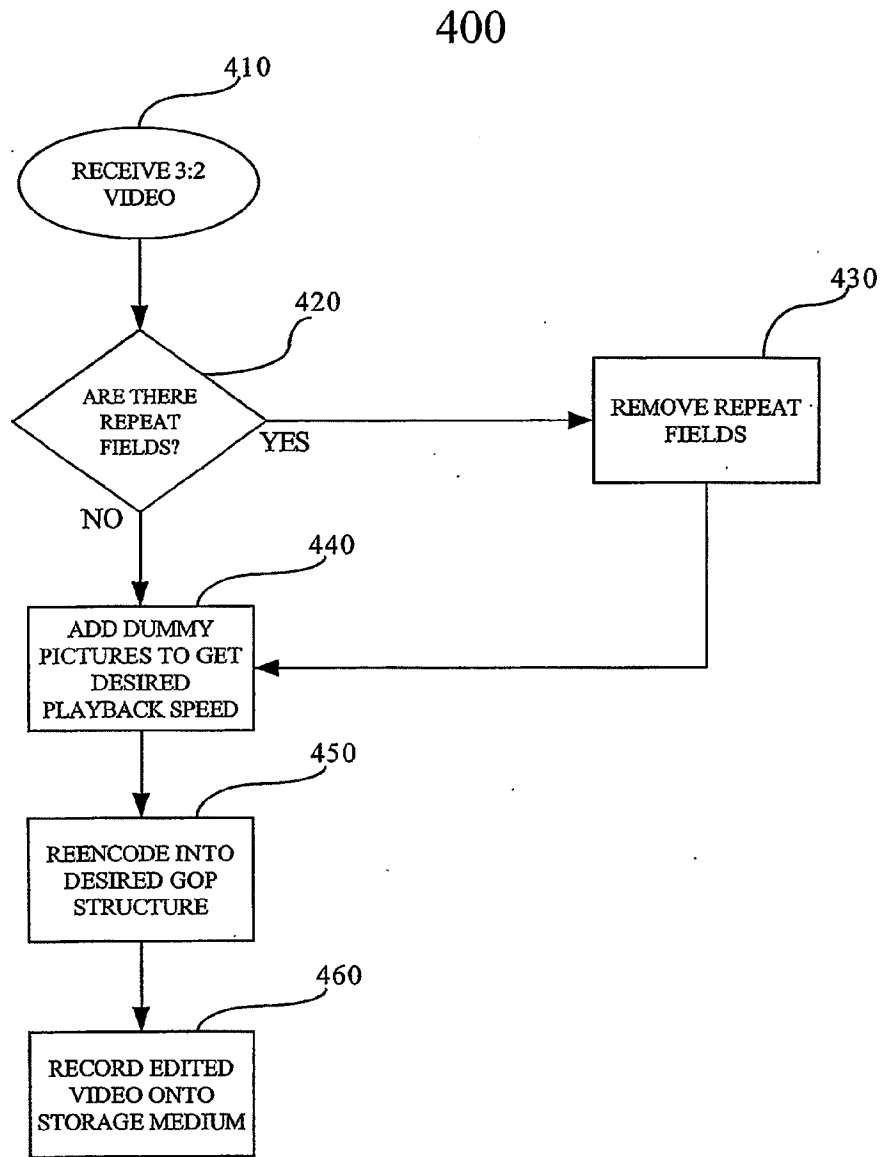 400
410
RECEIVE 3:2
VIDEO
420
ARE THERE
REPEAT
FIELDS?
YES
NO
430
REMOVE REPEAT
FIELDS
440
ADD DUMMY
PICTURES TO GET
DESIRED
PLAYBACK SPEED
450
REENCODE INTO
DESIRED GOP
STRUCTURE
460
RECORD EDITED
VIDEO ONTO
STORAGE MEDIUM